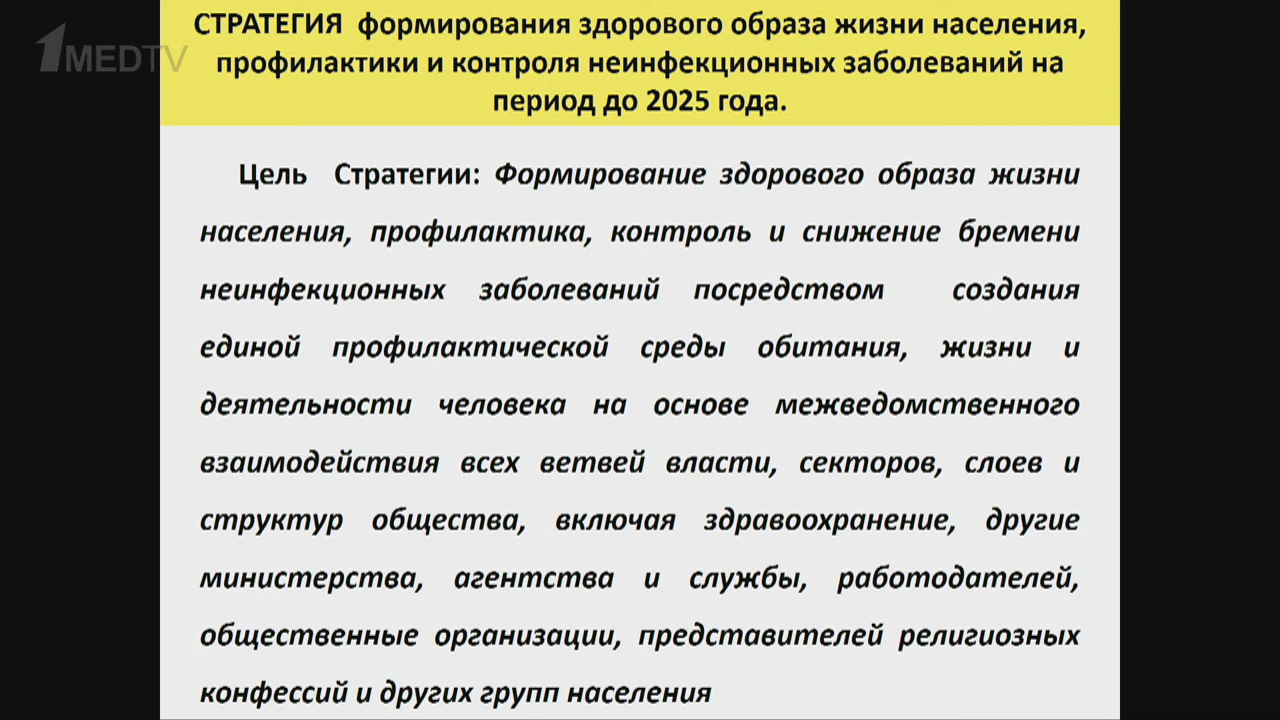 1MEDTV
СТРАТЕГИЯ формирования здорового образа жизни населения,
профилактики и контроля неинфекционных заболеваний на
период до 2025 года.
Цель Стратегии: Формирование здорового образа жизни
населения, профилактика, контроль и снижение бремени
неинфекционных заболеваний посредством создания
единой профилактической среды обитания, жизни и
деятельности человека на основе межведомственного
взаимодействия всех ветвей власти, секторов, слоев и
структур общества, включая здравоохранение, другие
министерства, агентства и службы, работодателей,
общественные организации, представителей религиозных
конфессий и других групп населения